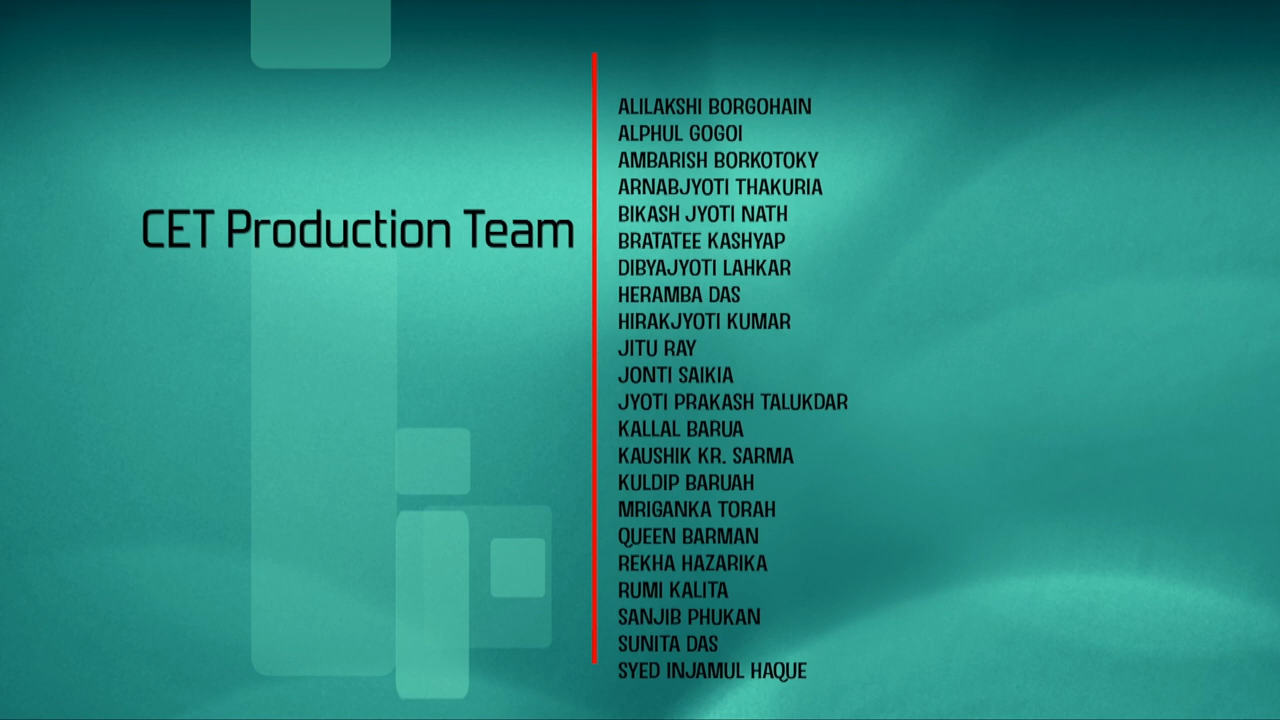 CET Production Team
ALILAKSHI BORGOHAIN
ALPHUL GOGOI
AMBARISH BORKOTOKY
ARNABJYOTI THAKURIA
BIKASH JYOTI NATH
BRATATEE KASHYAP
DIBYAJYOTI LAHKAR
HERAMBA DAS
HIRAKJYOTI KUMAR
JITU RAY
JONTI SAIKIA
JYOTI PRAKASH TALUKDAR
KALLAL BARUA
KAUSHIK KR. SARMA
KULDIP BARUAH
MRIGANKA TORAH
QUEEN BARMAN
REKHA HAZARIKA
RUMI KALITA
SANJIB PHUKAN
SUNITA DAS
SYED INJAMUL HAQUE